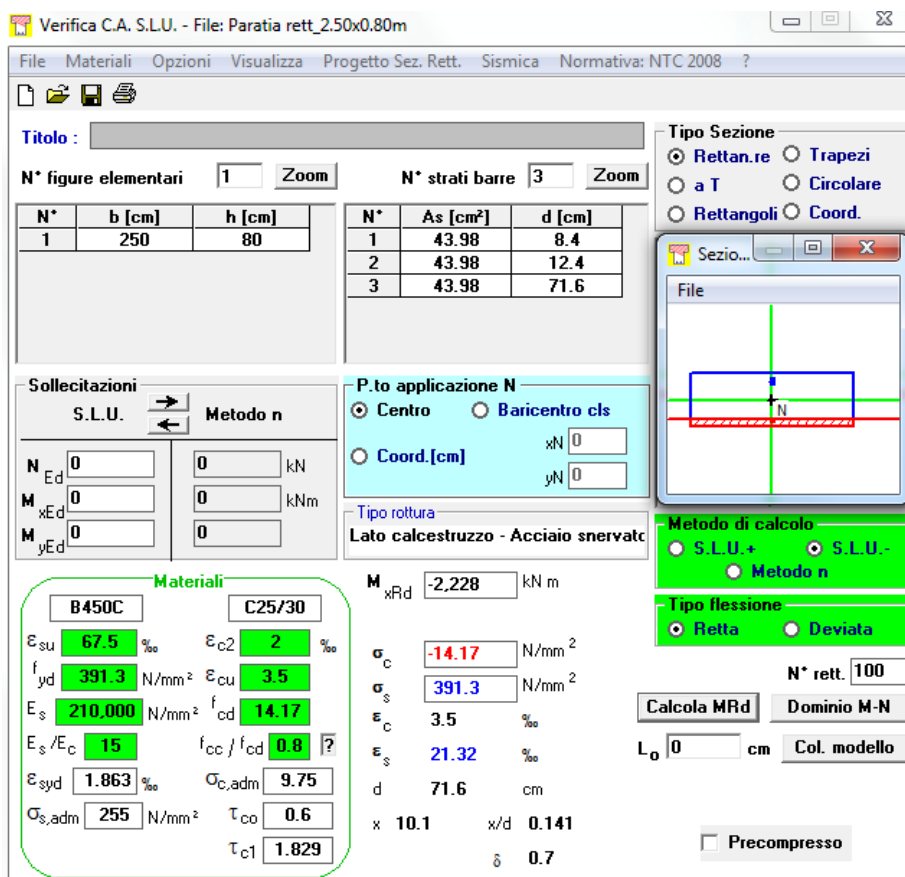 Verifica C.A. S.L.U. - File: Paratia rett_2.50x0.80m
File Materiali Opzioni Visualizza Progetto Sez. Rett. Sismica Normativa: NTC 2008 ?
Titolo :
N° figure elementari 1 Zoom
N° strati barre 3 Zoom
N° b [cm] h [cm]
1 250 80
N° As [cm²] d [cm]
1 43.98 8.4
2 43.98 12.4
3 43.98 71.6
Tipo Sezione
Rettan.re Trapezi
a T Circolare
Rettangoli Coord.
Sezio...
File
N
Sollecitazioni
S.L.U. Metodo n
N Ed 0 0 kN
M xEd 0 0 kNm
M yEd 0 0
P.to applicazione N
Centro Baricentro cls
Coord.[cm] xN 0
yN 0
Tipo rottura
Lato calcestruzzo - Acciaio snervato
Metodo di calcolo
S.L.U.+ S.L.U.-
Metodo n
Tipo flessione
Retta Deviata
Materiali
B450C C25/30
εsu 67.5 ‰ εc2 2 ‰
fyd 391.3 N/mm² εcu 3.5
Es 210,000 N/mm² fcd 14.17
Es/Ec 15 fcc / fcd 0.8 ?
εsyd 1.863 ‰ σc,adm 9.75
σs,adm 255 N/mm² τco 0.6
τc1 1.829
M xRd -2,228 kN m
σc -14.17 N/mm²
σs 391.3 N/mm²
εc 3.5 ‰
εs 21.32 ‰
d 71.6 cm
x 10.1 x/d 0.141
δ 0.7
N° rett. 100
Calcola MRd Dominio M-N
Lo 0 cm Col. modello
Precompresso